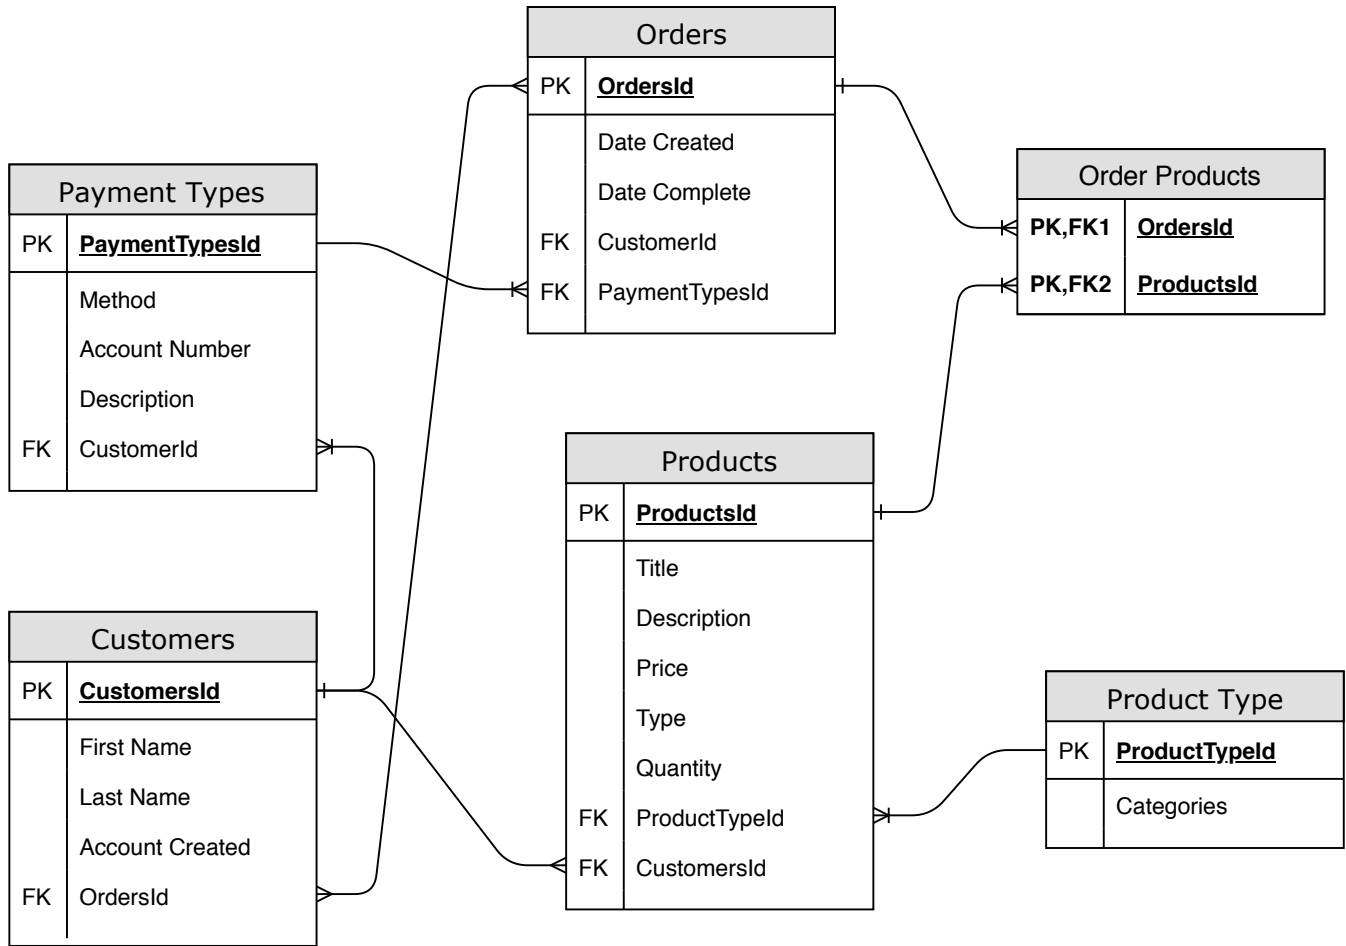 Orders
PK OrdersId
Date Created
Date Complete
FK CustomerId
FK PaymentTypesId
Payment Types
PK PaymentTypesId
Method
Account Number
Description
FK CustomerId
Order Products
PK,FK1 OrdersId
PK,FK2 ProductsId
Products
PK ProductsId
Title
Description
Price
Type
Quantity
FK ProductTypeId
FK CustomersId
Customers
PK CustomersId
First Name
Last Name
Account Created
FK OrdersId
Product Type
PK ProductTypeId
Categories